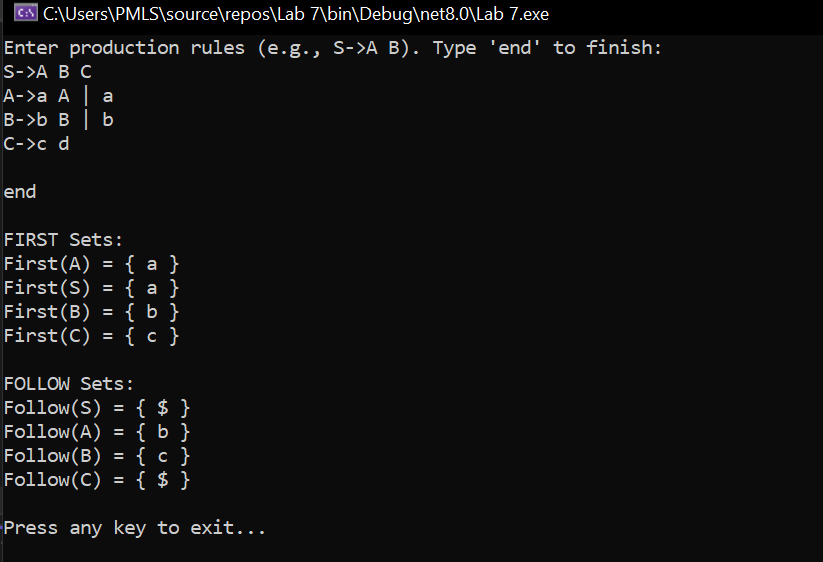 C:\Users\PMLS\source\repos\Lab 7\bin\Debug\net8.0\Lab 7.exe
Enter production rules (e.g., S->A B). Type 'end' to finish:
S->A B C
A->a A | a
B->b B | b
C->c d
end
FIRST Sets:
First(A) = { a }
First(S) = { a }
First(B) = { b }
First(C) = { c }
FOLLOW Sets:
Follow(S) = { $ }
Follow(A) = { b }
Follow(B) = { c }
Follow(C) = { $ }
Press any key to exit...